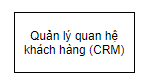 Quản lý quan hệ
khách hàng (CRM)